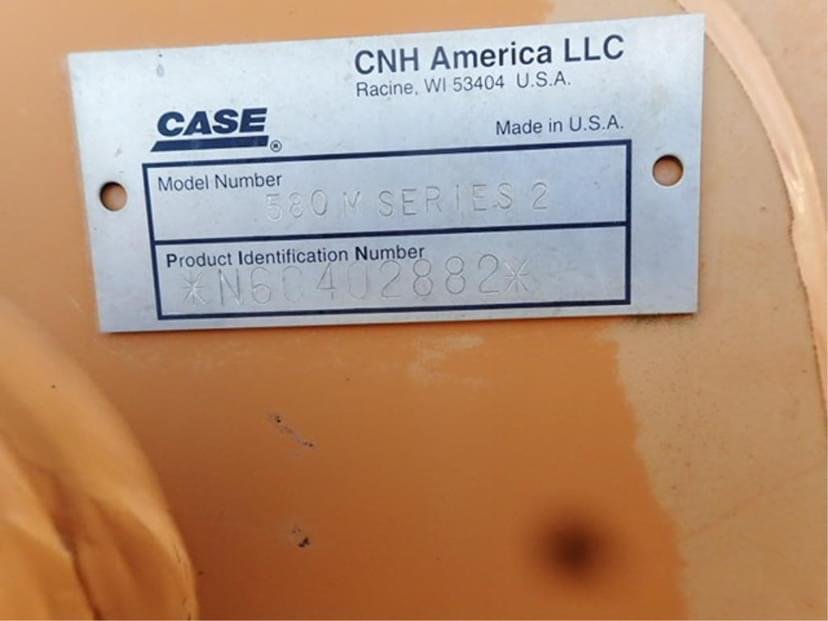 CNH America LLC
Racine, WI 53404 U.S.A.
CASE®
Made in U.S.A.
Model Number
580 M SERIES 2
Product Identification Number
*N6C402882*